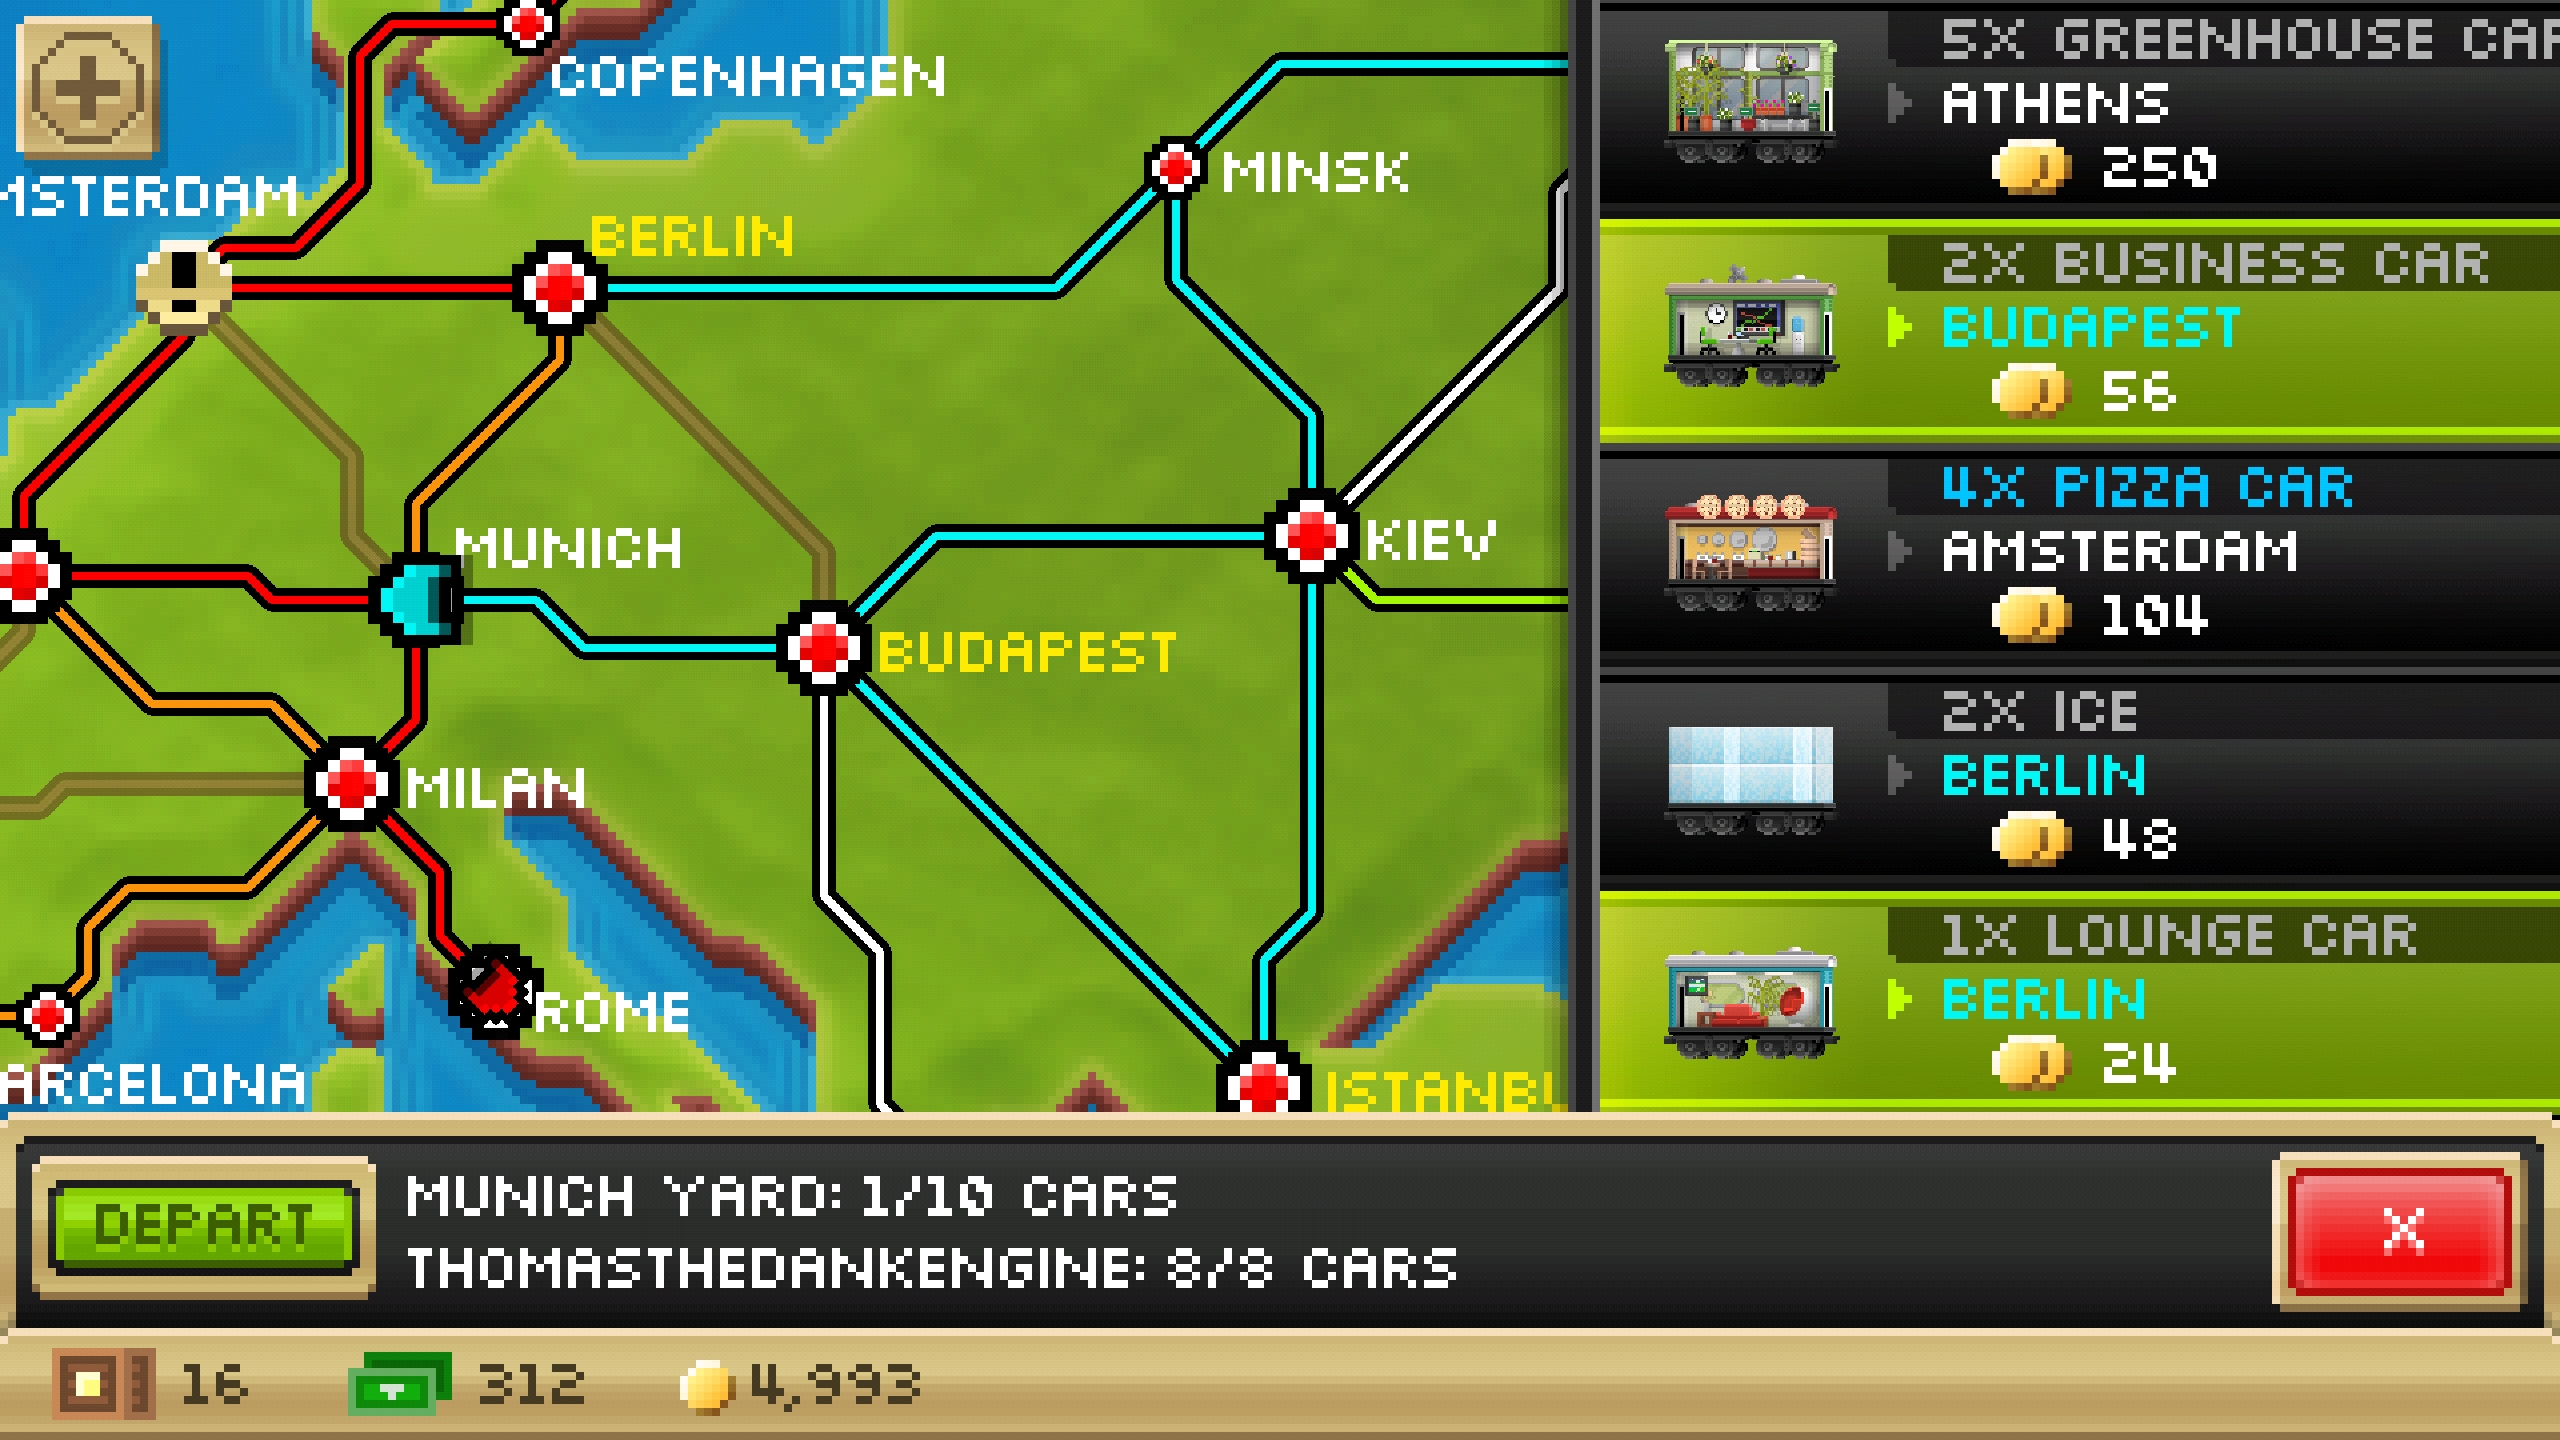 COPENHAGEN
MSTERDAM
MINSK
BERLIN
MUNICH
KIEV
BUDAPEST
MILAN
ROME
ARCELONA
ISTANBU
5X GREENHOUSE CAR
ATHENS
250
2X BUSINESS CAR
BUDAPEST
56
4X PIZZA CAR
AMSTERDAM
104
2X ICE
BERLIN
48
1X LOUNGE CAR
BERLIN
24
DEPART
MUNICH YARD: 1/10 CARS
THOMASTHEDANKENGINE: 8/8 CARS
X
16
312
4,993